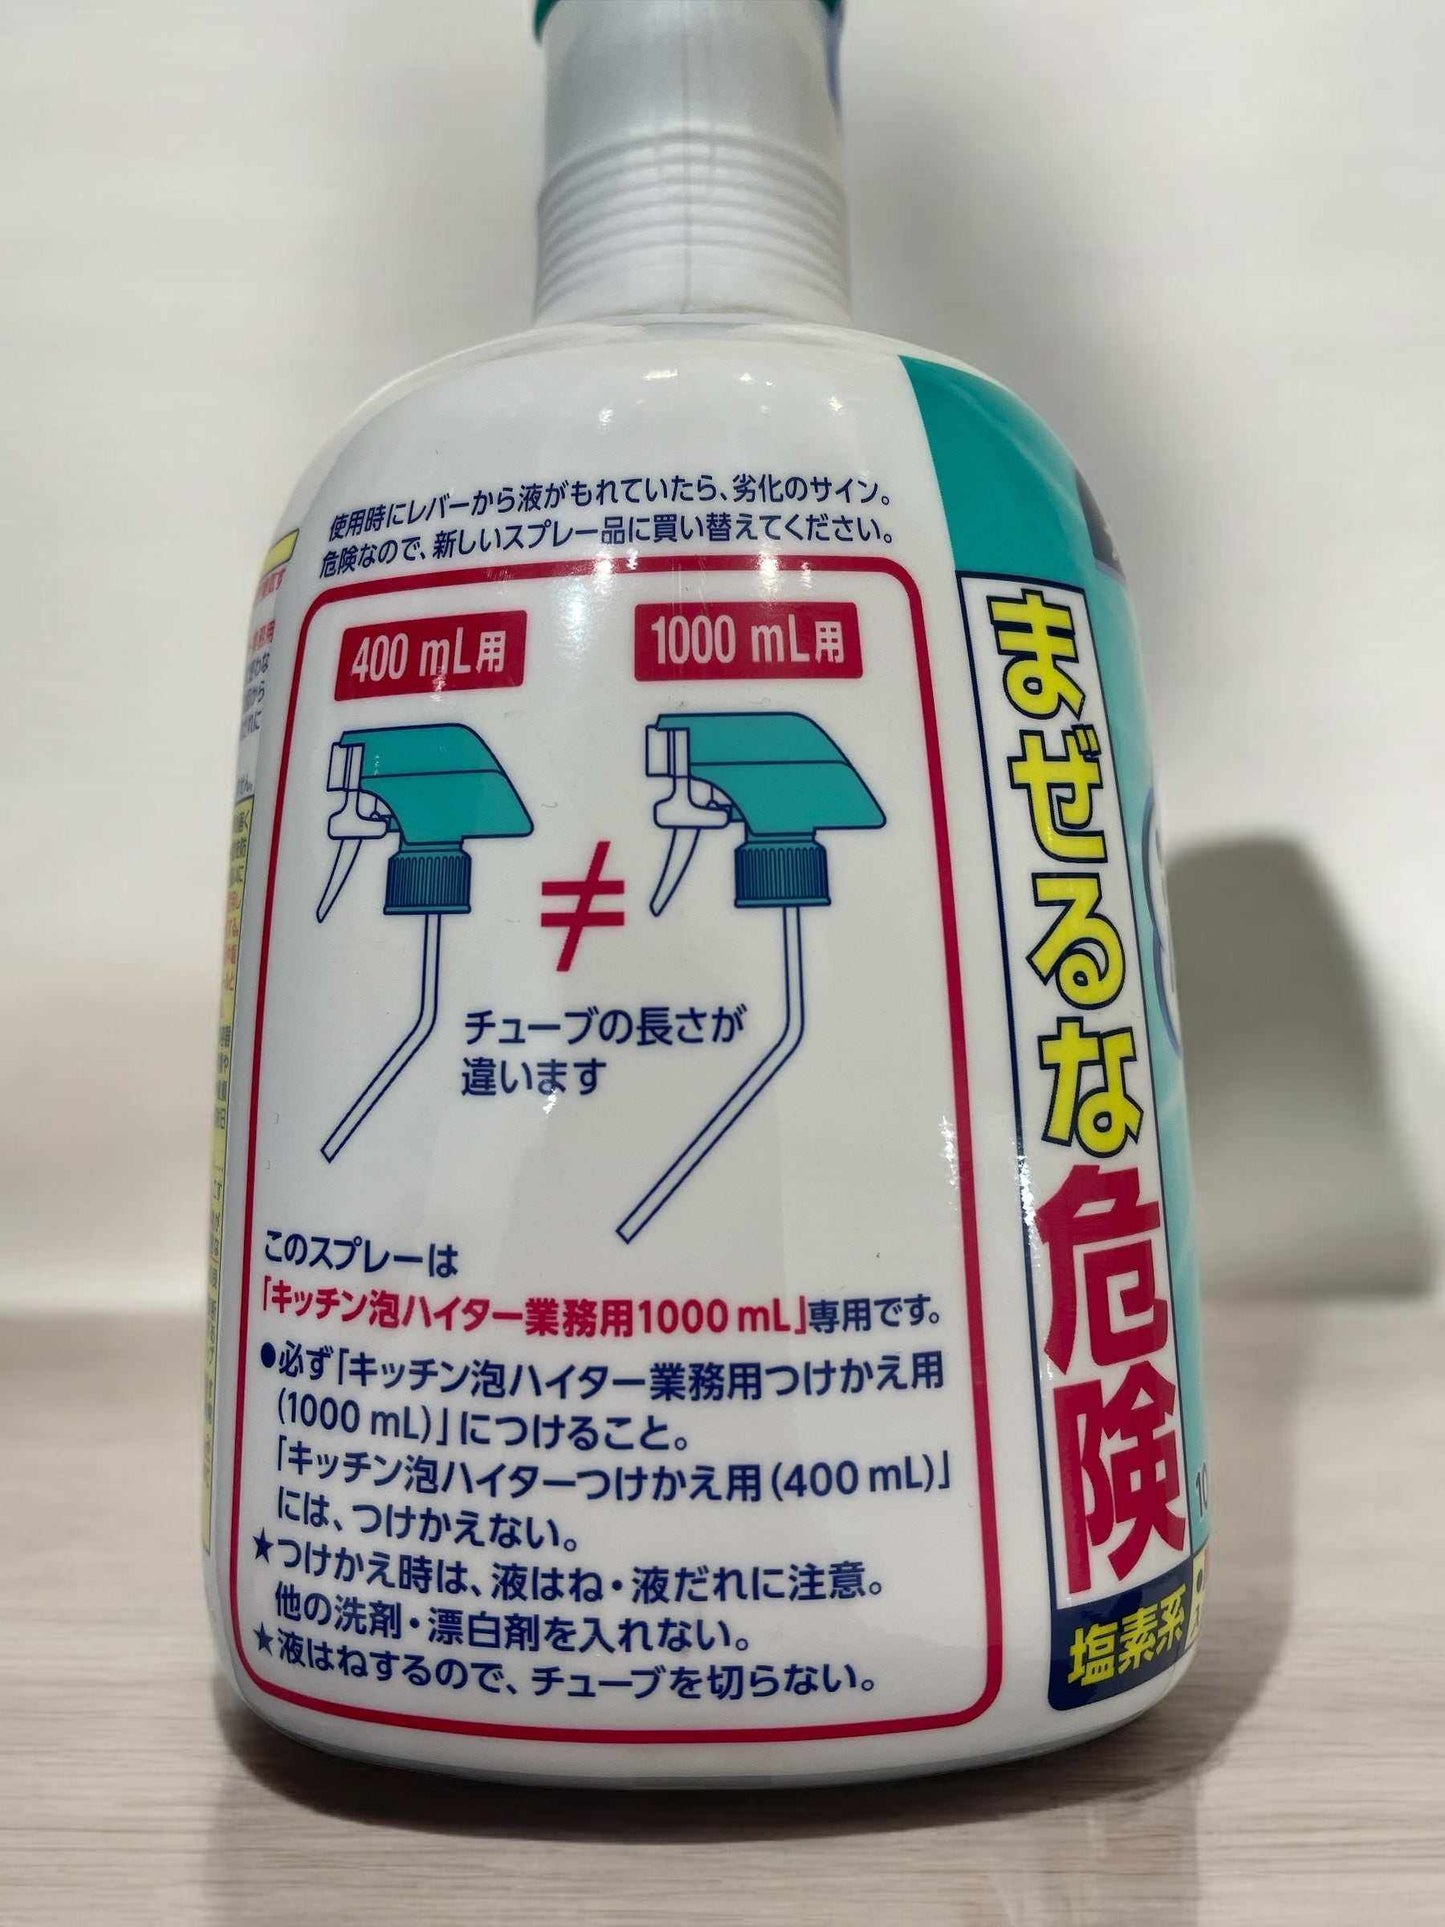 使用時にレバーから液がもれていたら、劣化のサイン。
危険なので、新しいスプレー品に買い替えてください。
400 mL用
1000 mL用
≠
チューブの長さが
違います
このスプレーは
「キッチン泡ハイター業務用1000 mL」専用です。
●必ず「キッチン泡ハイター業務用つけかえ用
(1000 mL)」につけること。
「キッチン泡ハイターつけかえ用(400 mL)」
には、つけかえない。
★つけかえ時は、液はね・液だれに注意。
他の洗剤・漂白剤を入れない。
★液はねするので、チューブを切らない。
まぜるな
危険
塩素系